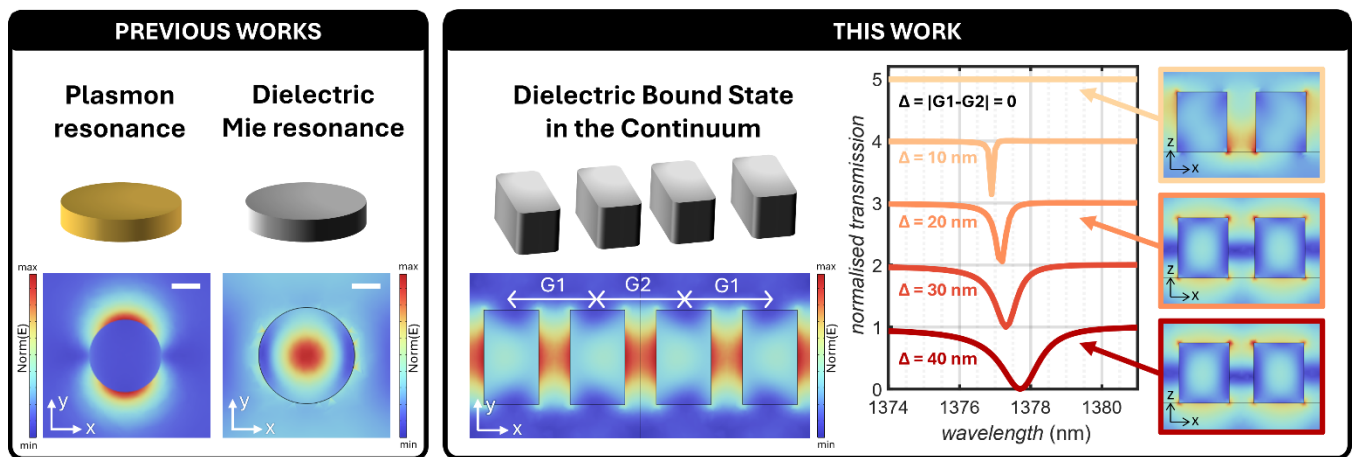 PREVIOUS WORKS
Plasmon
resonance
Dielectric
Mie resonance
max
Norm(E)
min
y
x
max
Norm(E)
min
y
x
THIS WORK
Dielectric Bound State
in the Continuum
G1
G2
G1
max
Norm(E)
min
y
x
normalised transmission
5
4
3
2
1
0
Δ = |G1-G2| = 0
Δ = 10 nm
Δ = 20 nm
Δ = 30 nm
Δ = 40 nm
1374
1376
1378
1380
wavelength (nm)
z
x
z
x
z
x